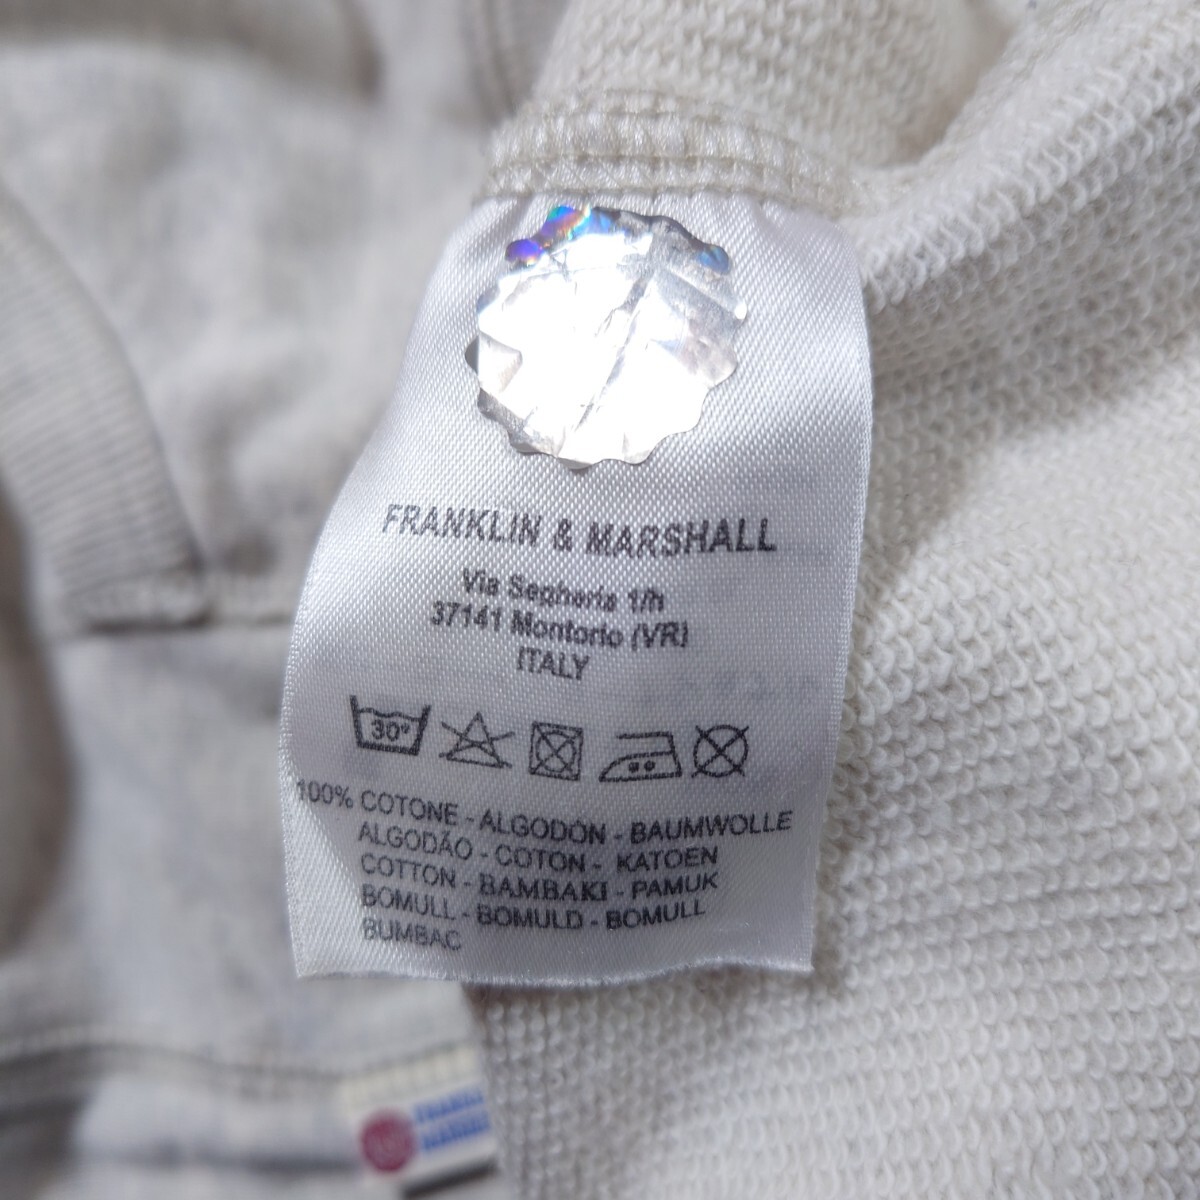 FRANKLIN & MARSHALL
Via Segheria 1/h
37141 Montorio (VR)
ITALY
30°
100% COTONE - ALGODÓN - BAUMWOLLE
ALGODÃO - COTON - KATOEN
COTTON - BAMBAKI - PAMUK
BOMULL - BOMULD - BOMULL
BUMBAC